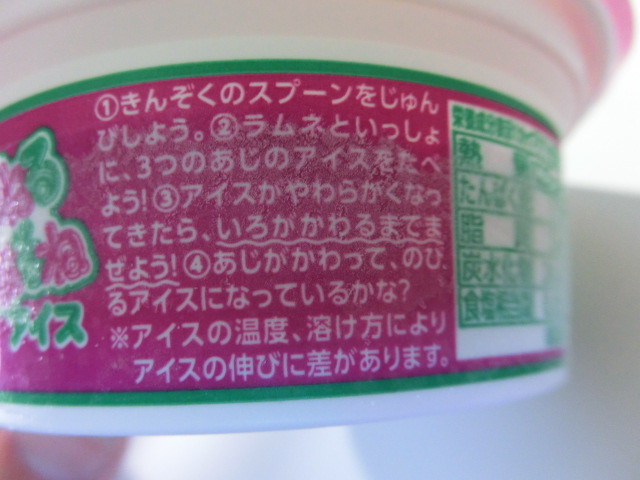 ①きんぞくのスプーンをじゅん
びしよう。②ラムネといっしょ
に、3つのあじのアイスをたべ
よう!③アイスがやわらかくなっ
てきたら、いろがかわるまでま
ぜよう!④あじがかわって、のび
るアイスになっているかな?
※アイスの温度、溶け方により
アイスの伸びに差があります。
る
ね
アイス
熱
たんぱく
脂
炭水化物